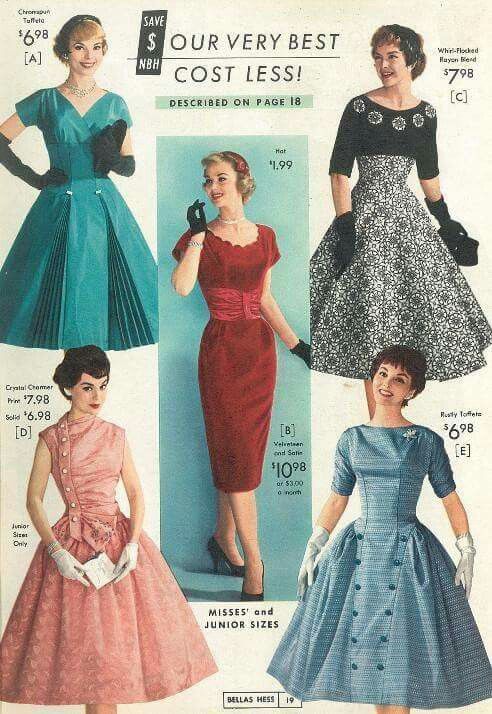 Chromspun
Taffeta
$6.98
[A]
SAVE
$
NBH
OUR VERY BEST
COST LESS!
DESCRIBED ON PAGE 18
Whirl-Flocked
Rayon Blend
$7.98
[C]
Hat
$1.99
Crystal Charmer
Print $7.98
Solid $6.98
[D]
Junior
Sizes
Only
[B]
Velveteen
and Satin
$10.98
or $5.00
a month
Rustly Taffeta
$6.98
[E]
MISSES' and
JUNIOR SIZES
BELLAS HESS 19